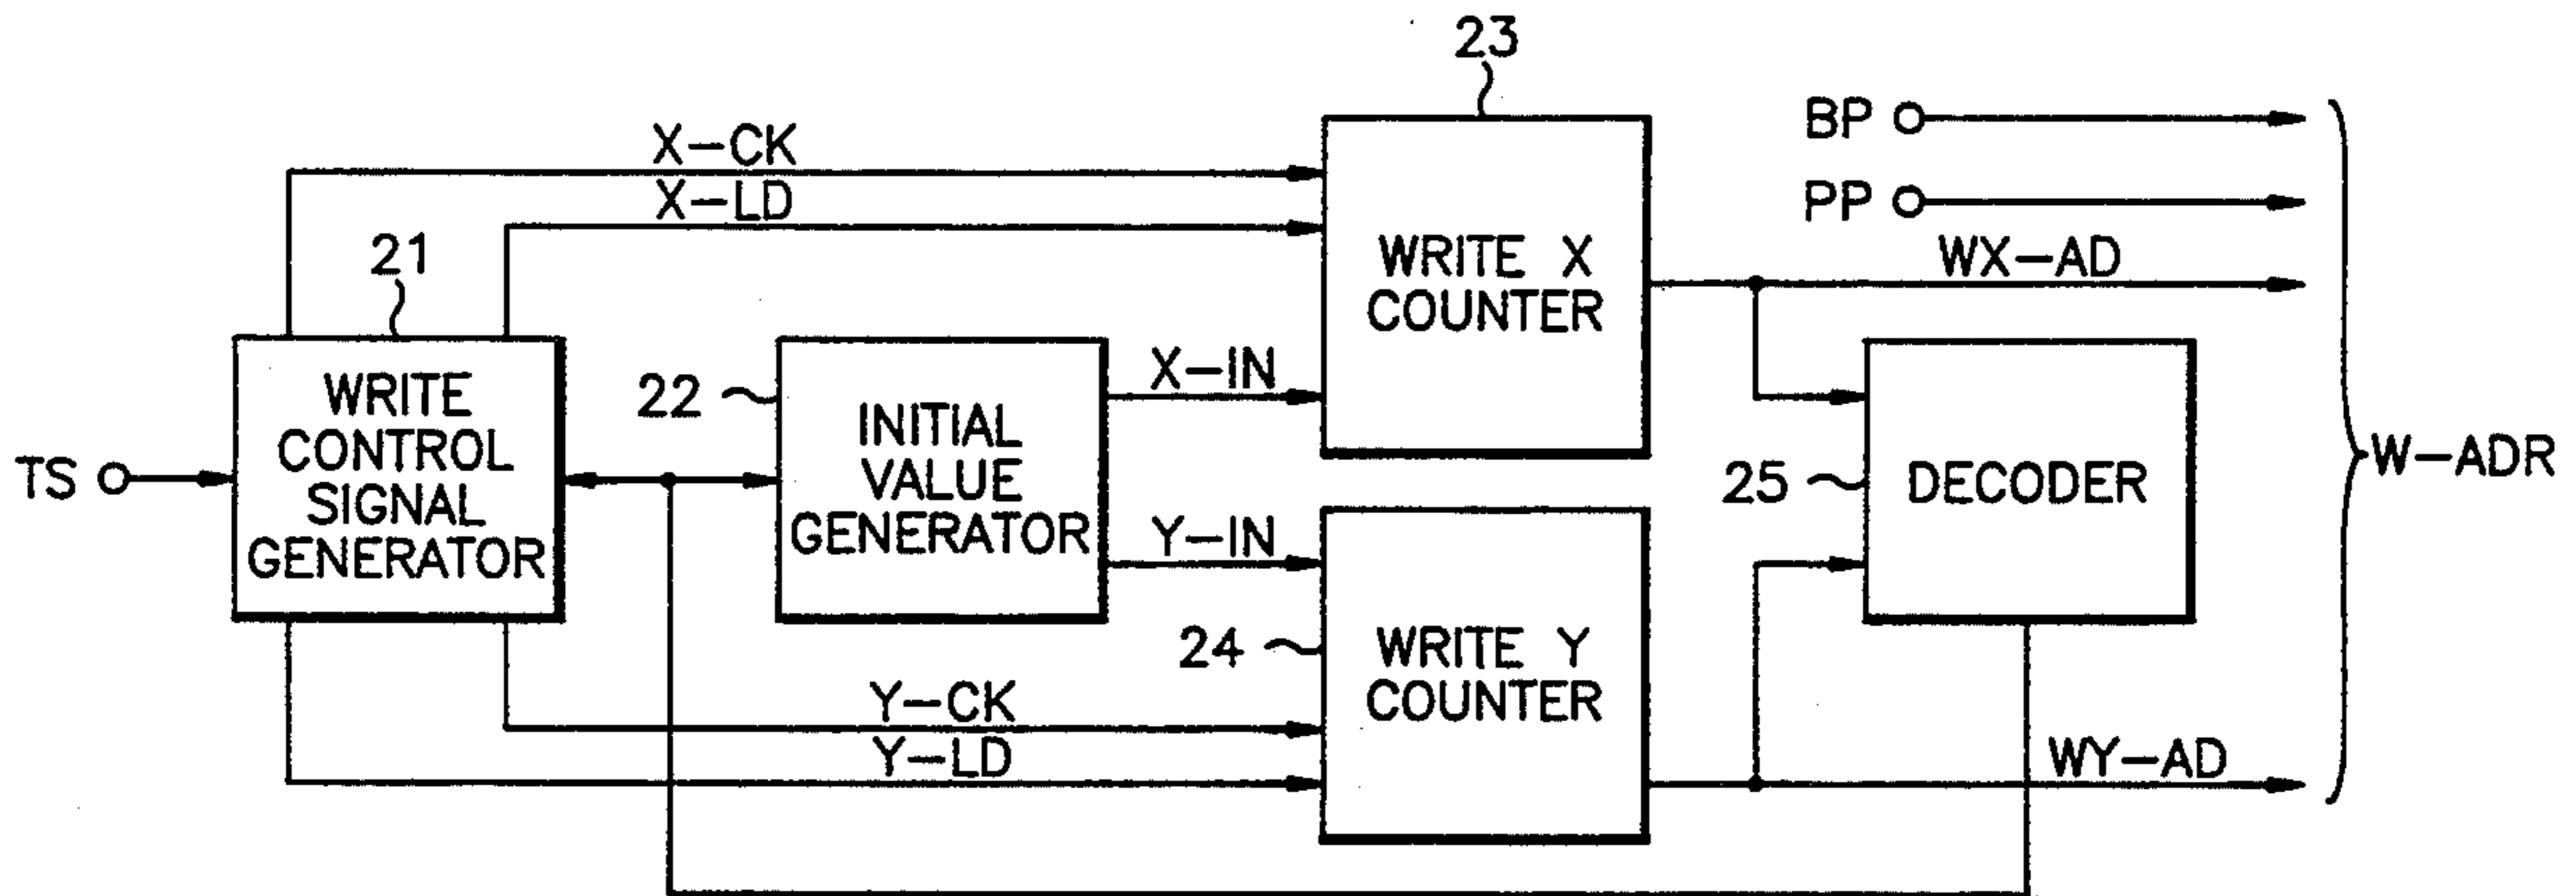 23
BP
X-CK
PP
X-LD
21
WRITE X
COUNTER
WX-AD
WRITE
CONTROL
SIGNAL
GENERATOR
22
INITIAL
VALUE
GENERATOR
X-IN
TS
25
DECODER
W-ADR
Y-IN
24
WRITE Y
COUNTER
Y-CK
Y-LD
WY-AD